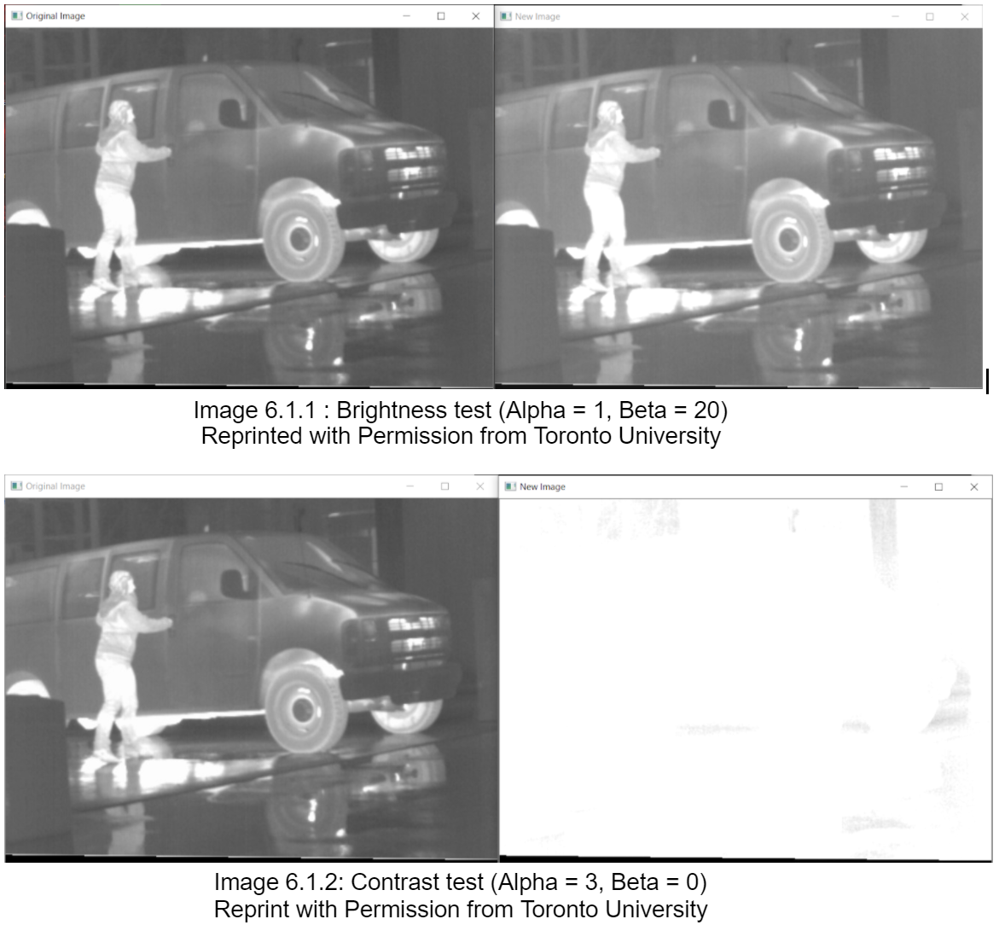 Original Image
New Image
Image 6.1.1 : Brightness test (Alpha = 1, Beta = 20)
Reprinted with Permission from Toronto University
Original Image
New Image
Image 6.1.2: Contrast test (Alpha = 3, Beta = 0)
Reprint with Permission from Toronto University